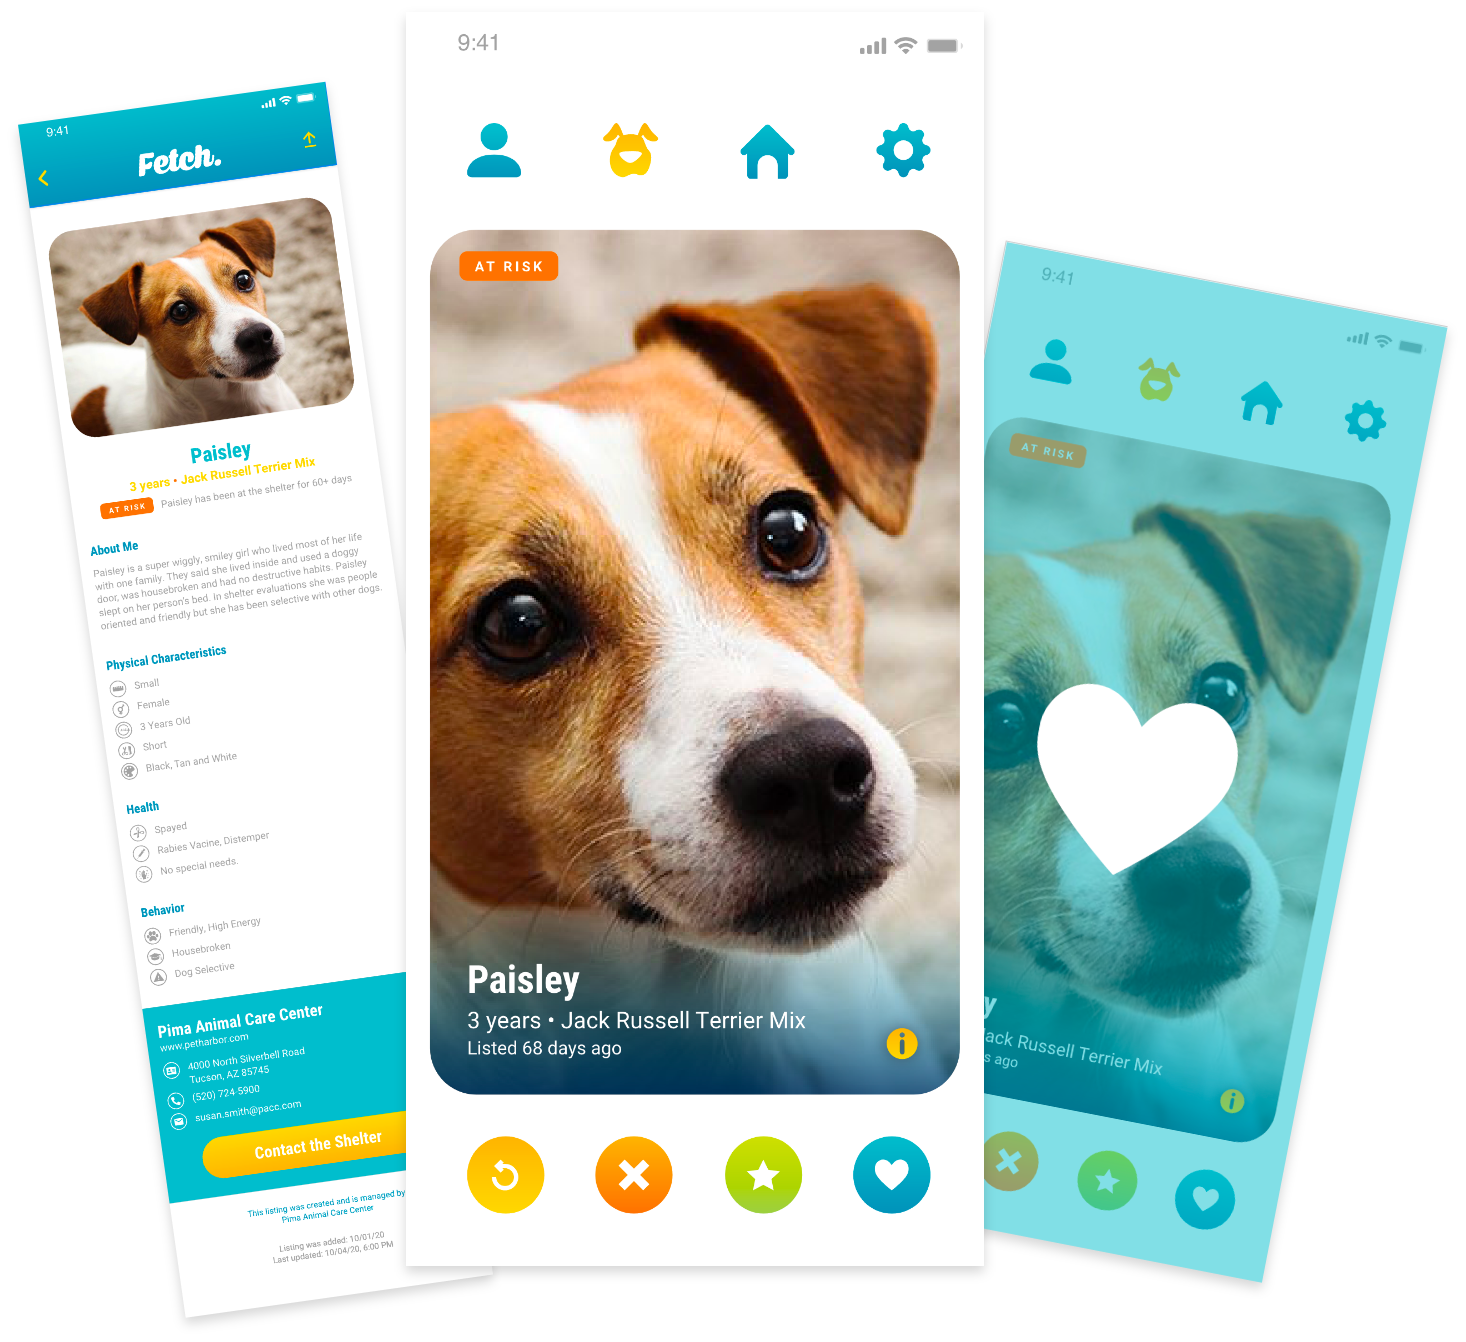 9:41
Fetch.
Paisley
3 years • Jack Russell Terrier Mix
AT RISK Paisley has been at the shelter for 60+ days
About Me
Paisley is a super wiggly, smiley girl who lived most of her life
with one family. They said she lived inside and used a doggy
door, was housebroken and had no destructive habits. Paisley
slept on her person's bed. In shelter evaluations she was people
oriented and friendly but she has been selective with other dogs.
Physical Characteristics
Small
Female
3 Years Old
Short
Black, Tan and White
Health
Spayed
Rabies Vacine, Distemper
No special needs.
Behavior
Friendly, High Energy
Housebroken
Dog Selective
Pima Animal Care Center
www.petharbor.com
4000 North Silverbell Road
Tucson, AZ 85745
(520) 724-5900
susan.smith@pacc.com
Contact the Shelter
This listing was created and is managed by
Pima Animal Care Center
Listing was added: 10/01/20
Last updated: 10/04/20, 6:00 PM
9:41
AT RISK
Paisley
3 years • Jack Russell Terrier Mix
Listed 68 days ago
9:41
AT RISK
y
Jack Russell Terrier Mix
s ago